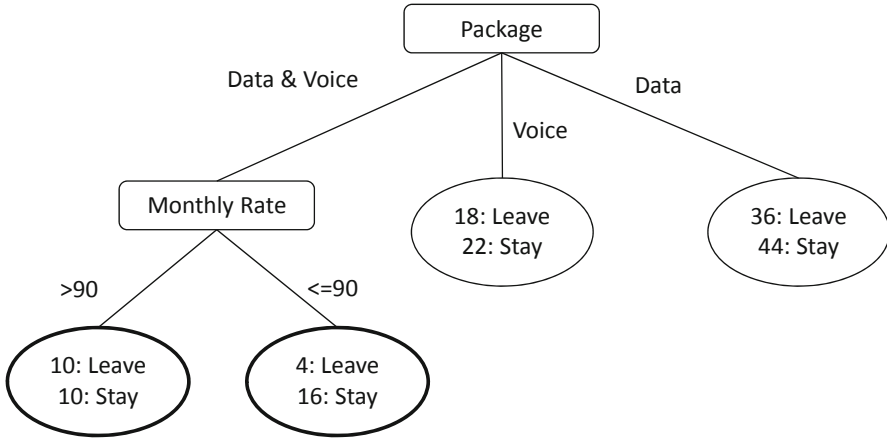 Package
Data & Voice
Data
Voice
Monthly Rate
18: Leave
22: Stay
36: Leave
44: Stay
>90
<=90
10: Leave
10: Stay
4: Leave
16: Stay